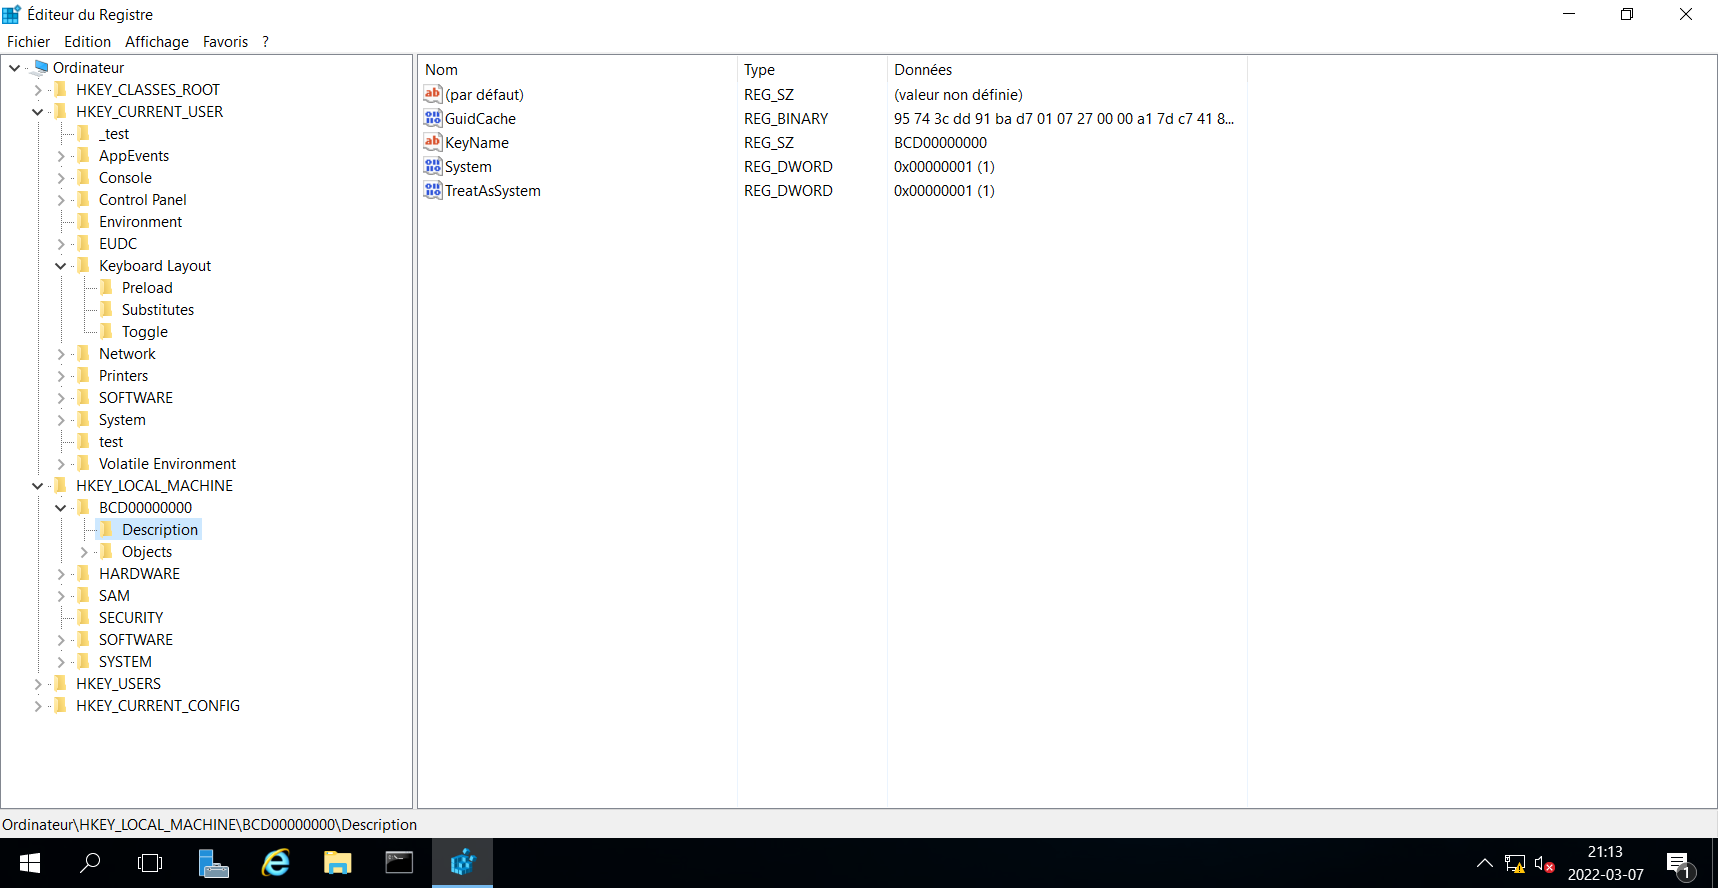 Éditeur du Registre
Fichier Edition Affichage Favoris ?
Ordinateur
HKEY_CLASSES_ROOT
HKEY_CURRENT_USER
_test
AppEvents
Console
Control Panel
Environment
EUDC
Keyboard Layout
Preload
Substitutes
Toggle
Network
Printers
SOFTWARE
System
test
Volatile Environment
HKEY_LOCAL_MACHINE
BCD00000000
Description
Objects
HARDWARE
SAM
SECURITY
SOFTWARE
SYSTEM
HKEY_USERS
HKEY_CURRENT_CONFIG
Nom Type Données
(par défaut) REG_SZ (valeur non définie)
GuidCache REG_BINARY 95 74 3c dd 91 ba d7 01 07 27 00 00 a1 7d c7 41 8...
KeyName REG_SZ BCD00000000
System REG_DWORD 0x00000001 (1)
TreatAsSystem REG_DWORD 0x00000001 (1)
Ordinateur\HKEY_LOCAL_MACHINE\BCD00000000\Description
21:13
2022-03-07
1